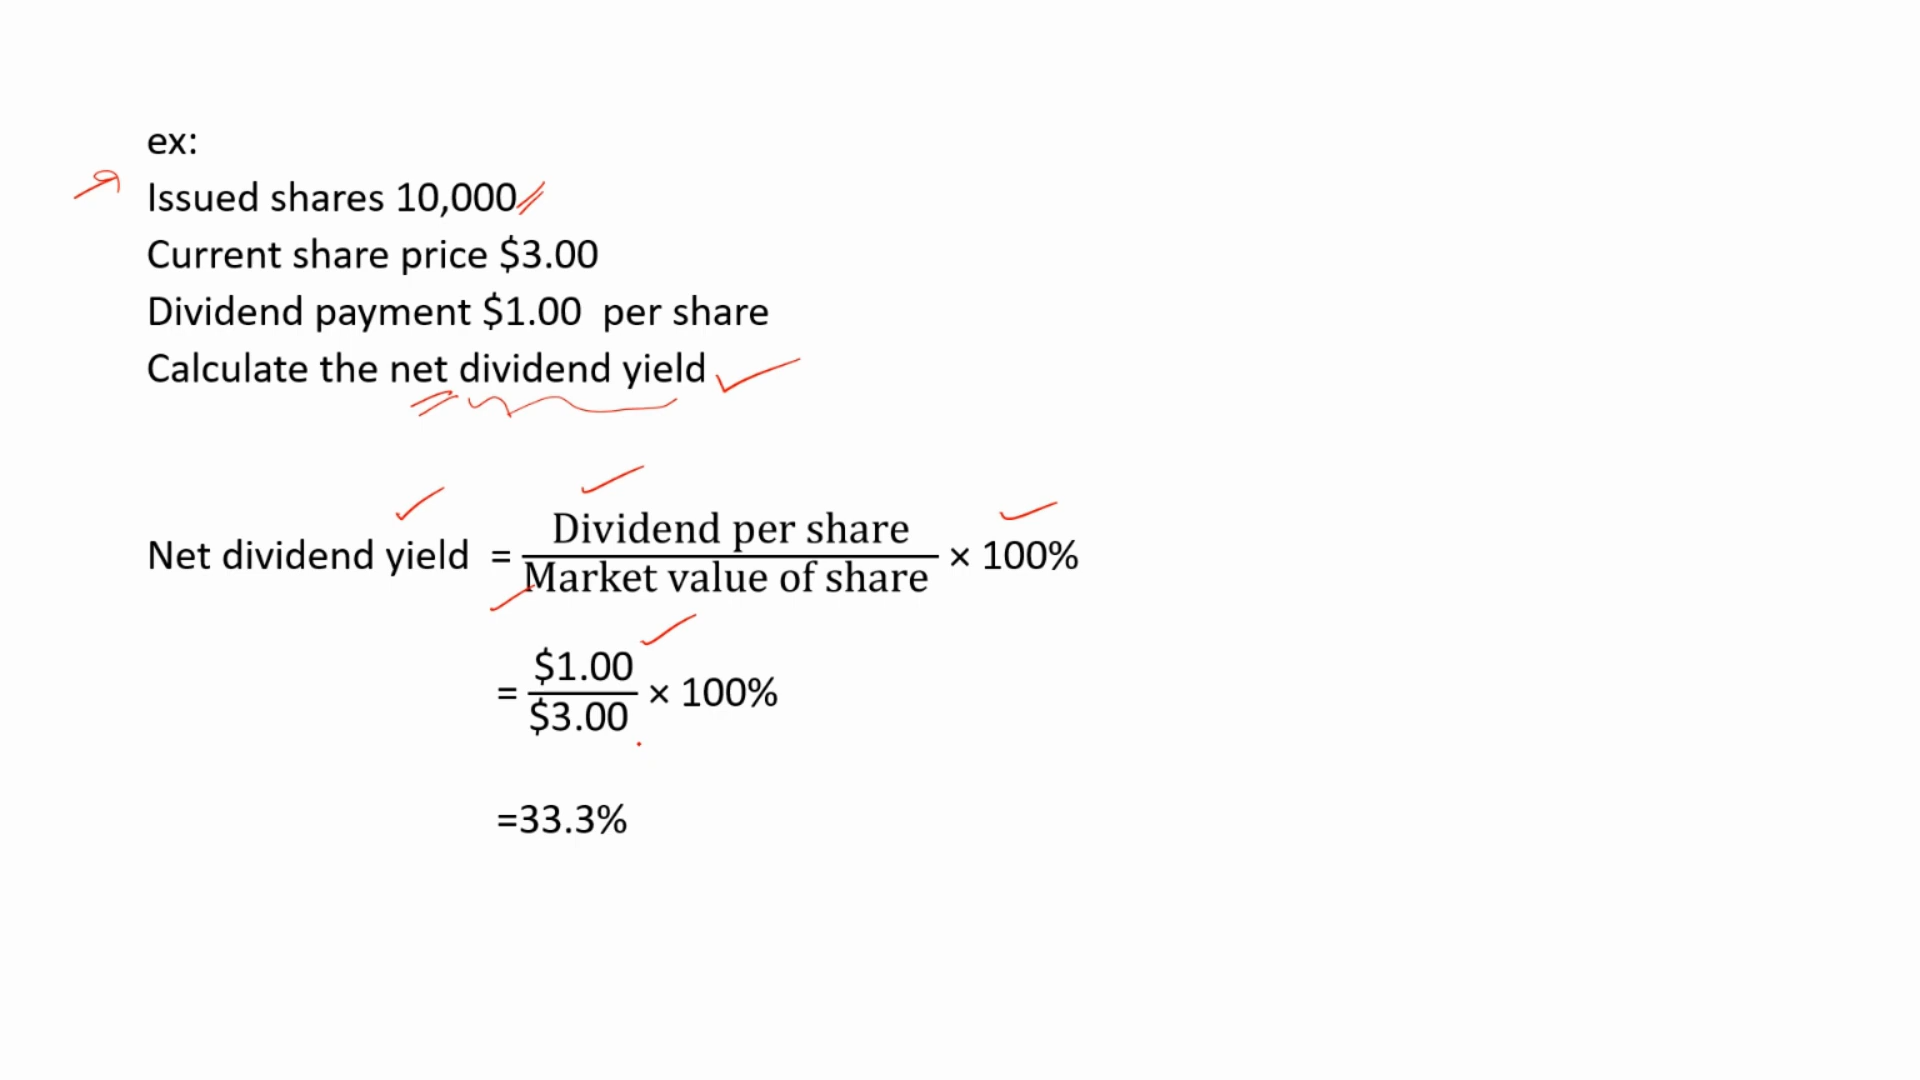 ex:
Issued shares 10,000
Current share price $3.00
Dividend payment $1.00 per share
Calculate the net dividend yield
Net dividend yield = Dividend per share / Market value of share × 100%
= $1.00 / $3.00 × 100%
=33.3%